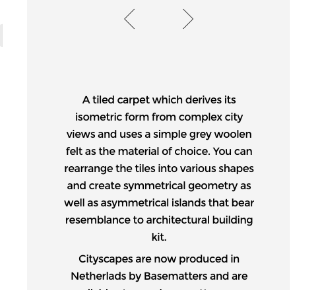 A tiled carpet which derives its
isometric form from complex city
views and uses a simple grey woolen
felt as the material of choice. You can
rearrange the tiles into various shapes
and create symmetrical geometry as
well as asymmetrical islands that bear
resemblance to architectural building
kit.
Cityscapes are now produced in
Netherlads by Basematters and are